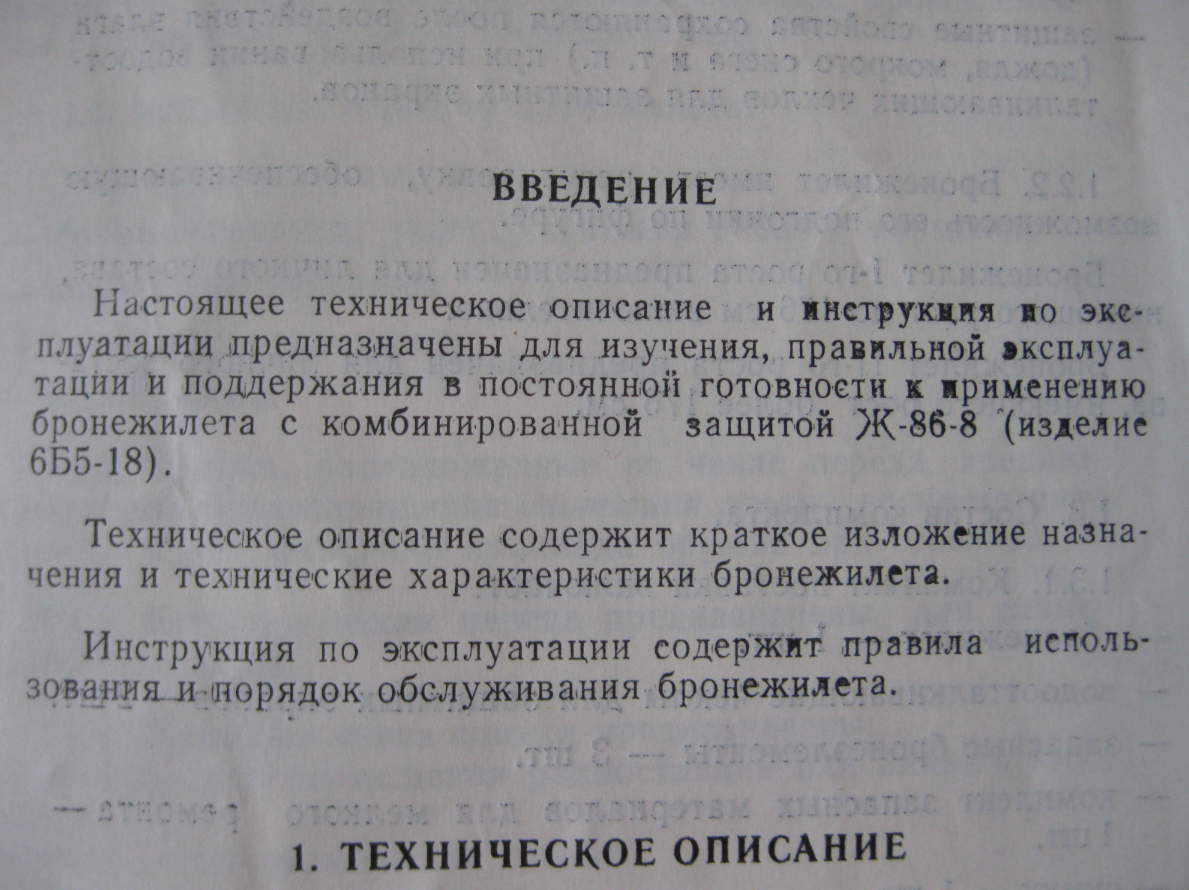 ВВЕДЕНИЕ
Настоящее техническое описание и инструкция по экс-
плуатации предназначены для изучения, правильной эксплуа-
тации и поддержания в постоянной готовности к применению
бронежилета с комбинированной защитой Ж-86-8 (изделие
6Б5-18).
Техническое описание содержит краткое изложение назна-
чения и технические характеристики бронежилета.
Инструкция по эксплуатации содержит правила исполь-
зования и порядок обслуживания бронежилета.
1. ТЕХНИЧЕСКОЕ ОПИСАНИЕ